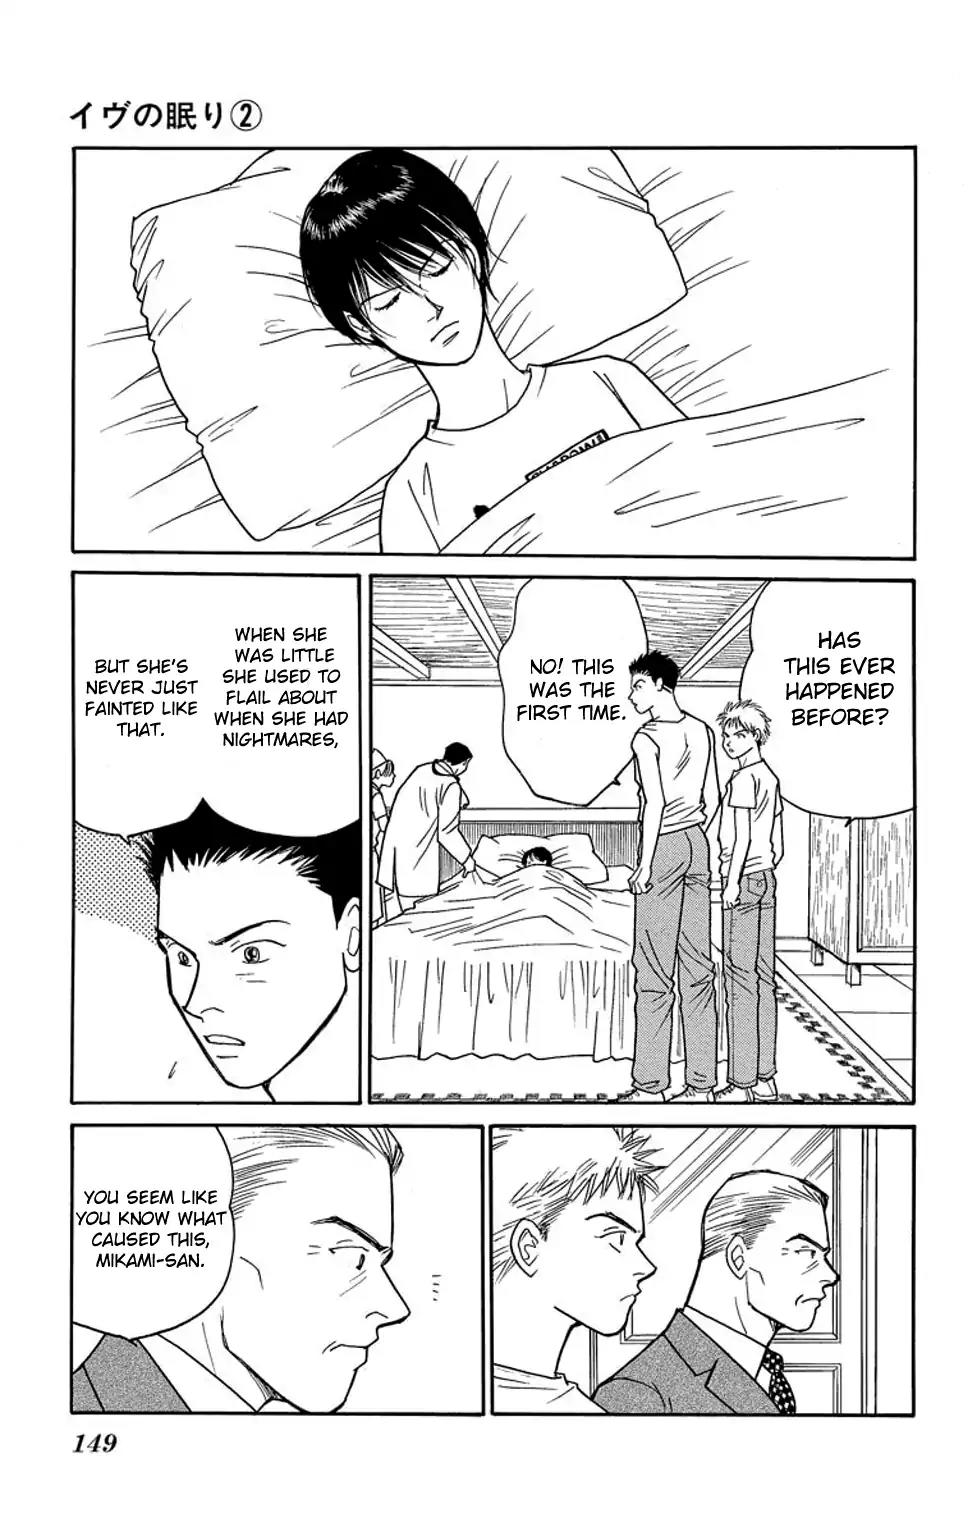 イヴの眠り②
HAS
THIS EVER
HAPPENED
BEFORE?
NO! THIS
WAS THE
FIRST TIME.
WHEN SHE
WAS LITTLE
SHE USED TO
FLAIL ABOUT
WHEN SHE HAD
NIGHTMARES,
BUT SHE'S
NEVER JUST
FAINTED LIKE
THAT.
YOU SEEM LIKE
YOU KNOW WHAT
CAUSED THIS,
MIKAMI-SAN.
149